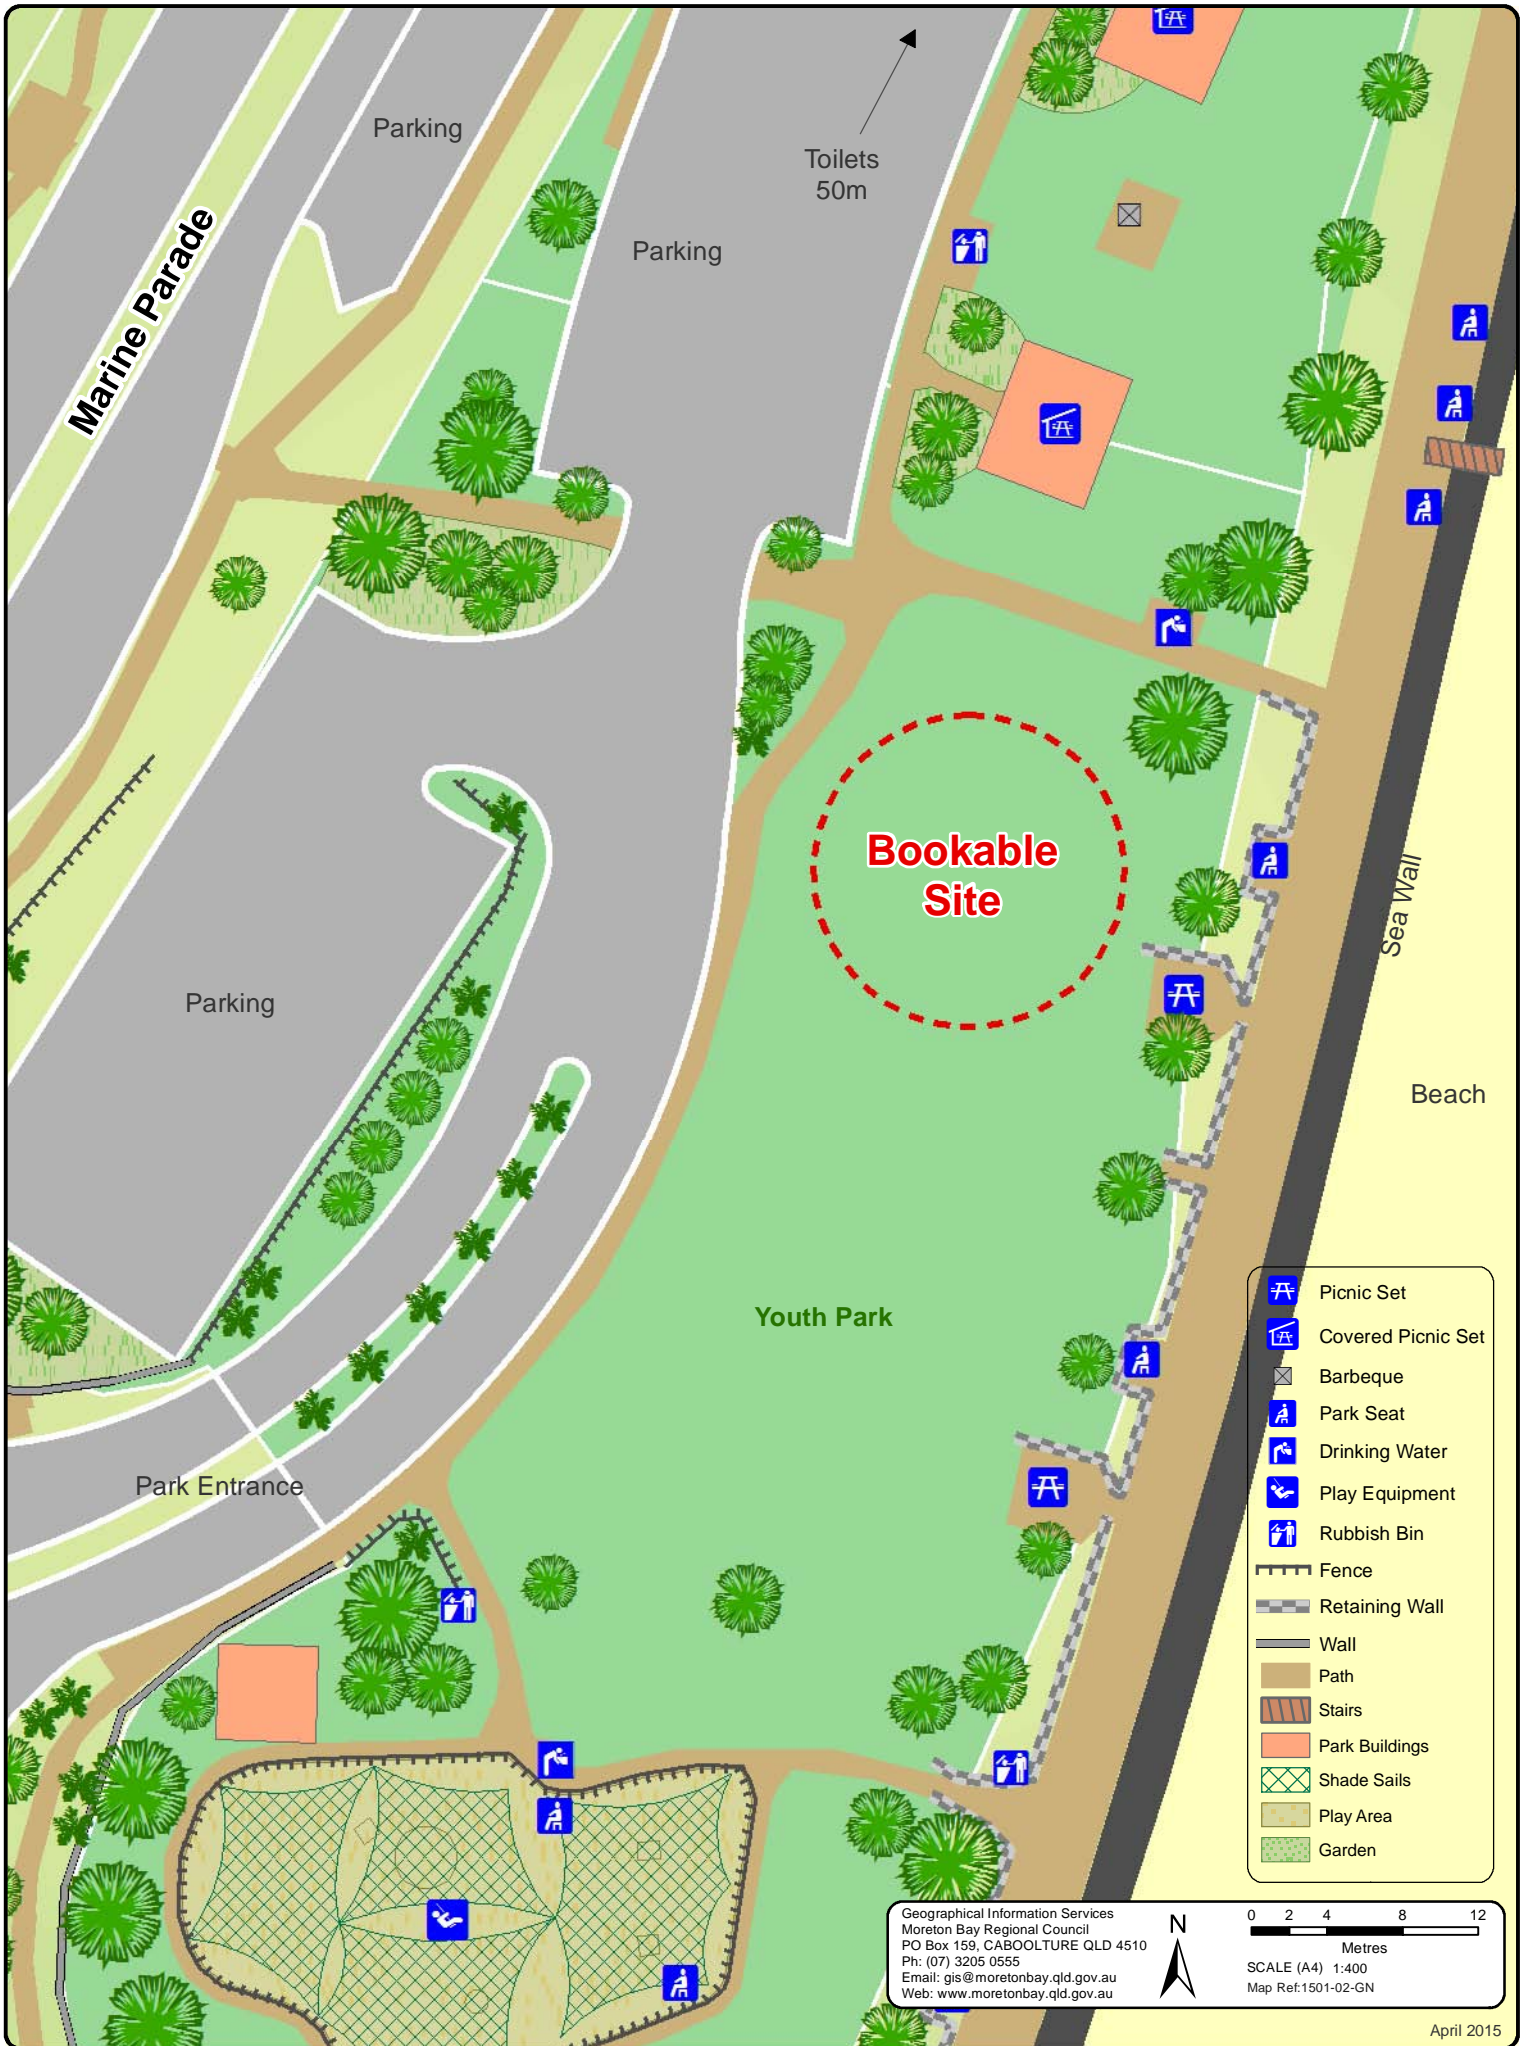 Parking
Toilets
50m
Marine Parade
Parking
Bookable
Site
Sea Wall
Parking
Beach
Youth Park
Park Entrance
Picnic Set
Covered Picnic Set
Barbeque
Park Seat
Drinking Water
Play Equipment
Rubbish Bin
Fence
Retaining Wall
Wall
Path
Stairs
Park Buildings
Shade Sails
Play Area
Garden
Geographical Information Services
Moreton Bay Regional Council
PO Box 159, CABOOLTURE QLD 4510
Ph: (07) 3205 0555
Email: gis@moretonbay.qld.gov.au
Web: www.moretonbay.qld.gov.au
N
0 2 4 8 12
Metres
SCALE (A4) 1:400
Map Ref:1501-02-GN
April 2015